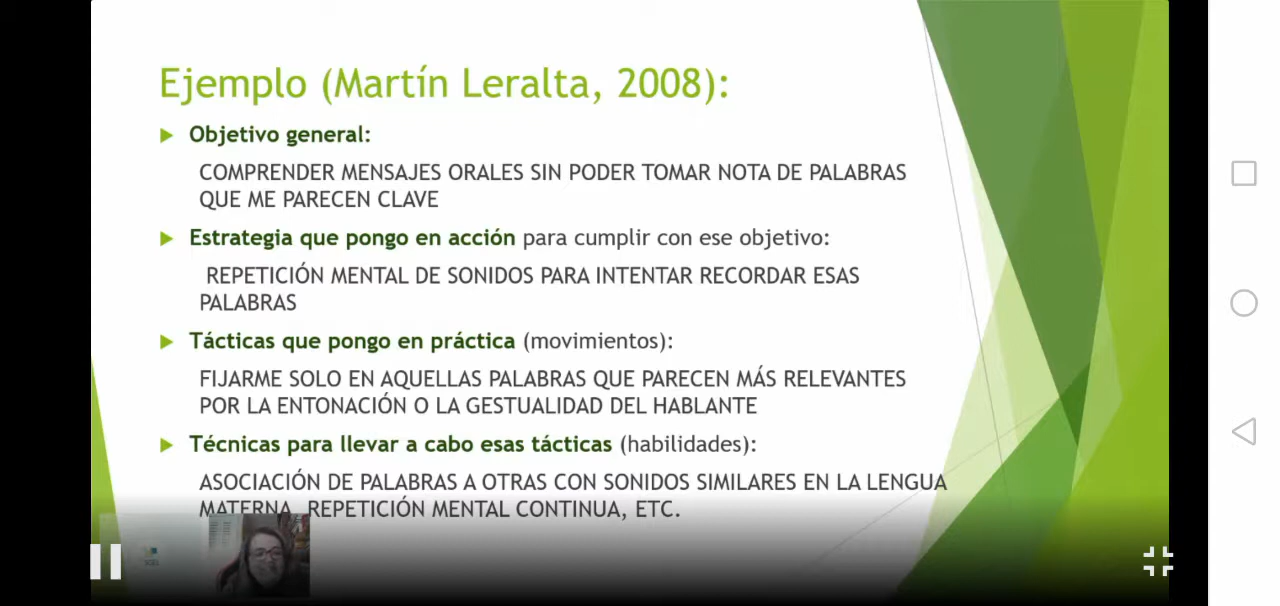 Ejemplo (Martín Leralta, 2008):
Objetivo general:
COMPRENDER MENSAJES ORALES SIN PODER TOMAR NOTA DE PALABRAS
QUE ME PARECEN CLAVE
Estrategia que pongo en acción para cumplir con ese objetivo:
REPETICIÓN MENTAL DE SONIDOS PARA INTENTAR RECORDAR ESAS
PALABRAS
Tácticas que pongo en práctica (movimientos):
FIJARME SOLO EN AQUELLAS PALABRAS QUE PARECEN MÁS RELEVANTES
POR LA ENTONACIÓN O LA GESTUALIDAD DEL HABLANTE
Técnicas para llevar a cabo esas tácticas (habilidades):
ASOCIACIÓN DE PALABRAS A OTRAS CON SONIDOS SIMILARES EN LA LENGUA
MATERNA, REPETICIÓN MENTAL CONTINUA, ETC.